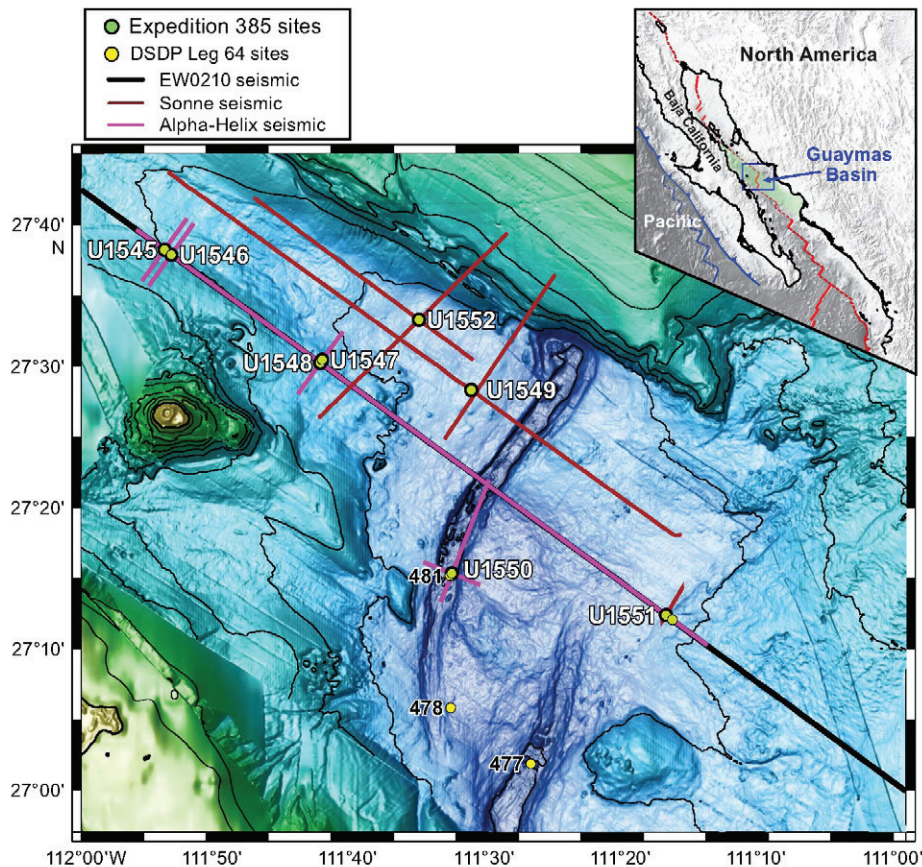 Expedition 385 sites
DSDP Leg 64 sites
EW0210 seismic
Sonne seismic
Alpha-Helix seismic
North America
Baja California
Guaymas
Basin
Pacific
27°40'
N
27°30'
27°20'
27°10'
27°00'
U1545
U1546
U1552
U1548
U1547
U1549
481
U1550
U1551
478
477
112°00'W
111°50'
111°40'
111°30'
111°20'
111°10'
111°00'